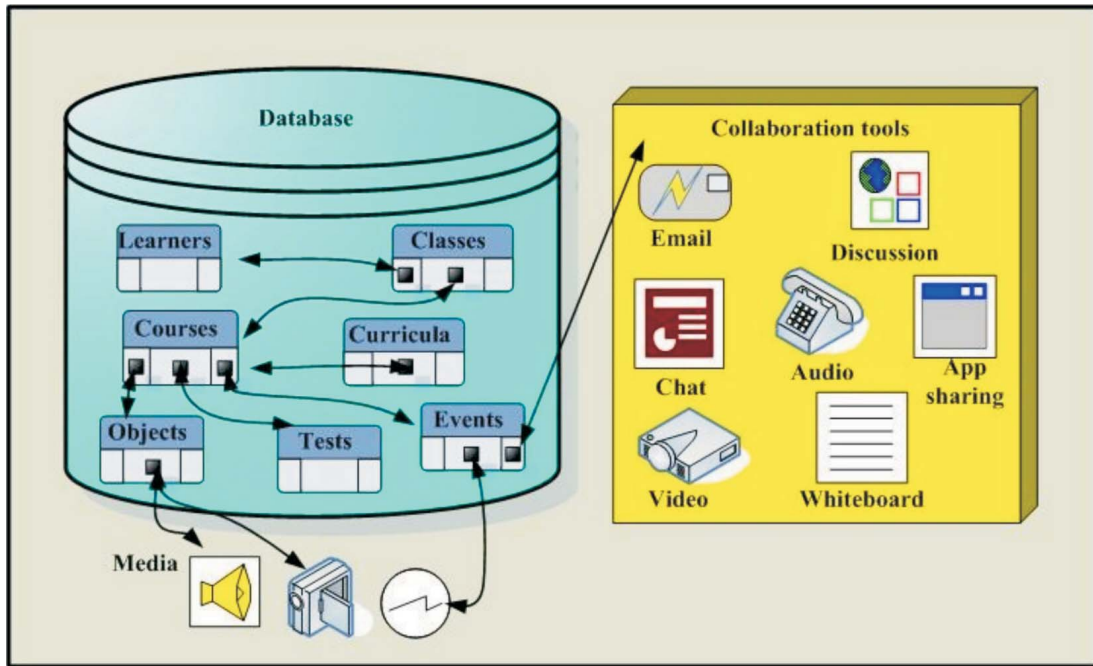 Database
Learners
Classes
Courses
Curricula
Objects
Tests
Events
Media
Collaboration tools
Email
Discussion
Chat
Audio
App
sharing
Video
Whiteboard